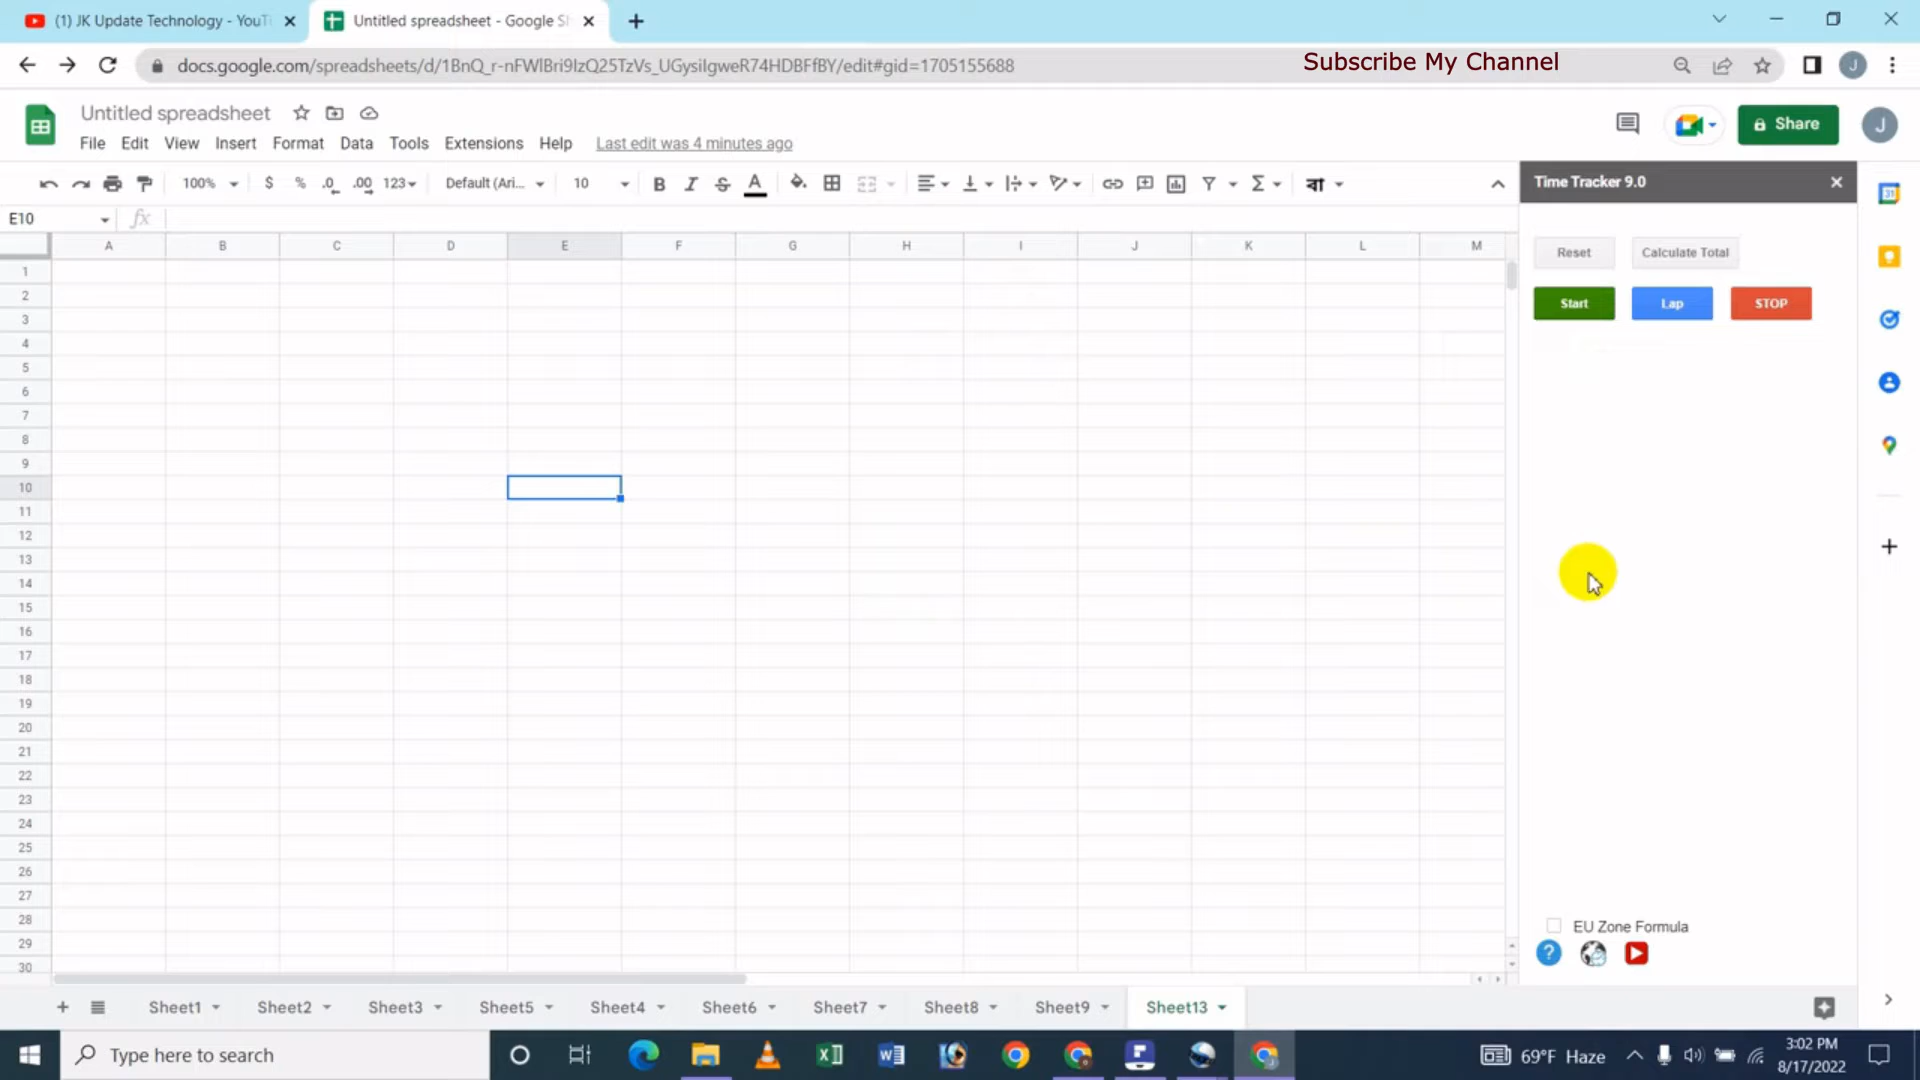 (1) JK Update Technology - YouT
Untitled spreadsheet - Google Sh
docs.google.com/spreadsheets/d/1BnQ_r-nFWlBri9IzQ25TzVs_UGysiIgweR74HDBFfBY/edit#gid=1705155688
Subscribe My Channel
J
Untitled spreadsheet
File Edit View Insert Format Data Tools Extensions Help Last edit was 4 minutes ago
Share
J
100% $ % .0 .00 123 Default (Ari... 10 B I S A বা
Time Tracker 9.0
E10 fx
A B C D E F G H I J K L M
Reset Calculate Total
Start Lap STOP
1
2
3
4
5
6
7
8
9
10
11
12
13
14
15
16
17
18
19
20
21
22
23
24
25
26
27
28
29
30
31
EU Zone Formula
?
+ Sheet1 Sheet2 Sheet3 Sheet5 Sheet4 Sheet6 Sheet7 Sheet8 Sheet9 Sheet13
Type here to search
69°F Haze
3:02 PM
8/17/2022